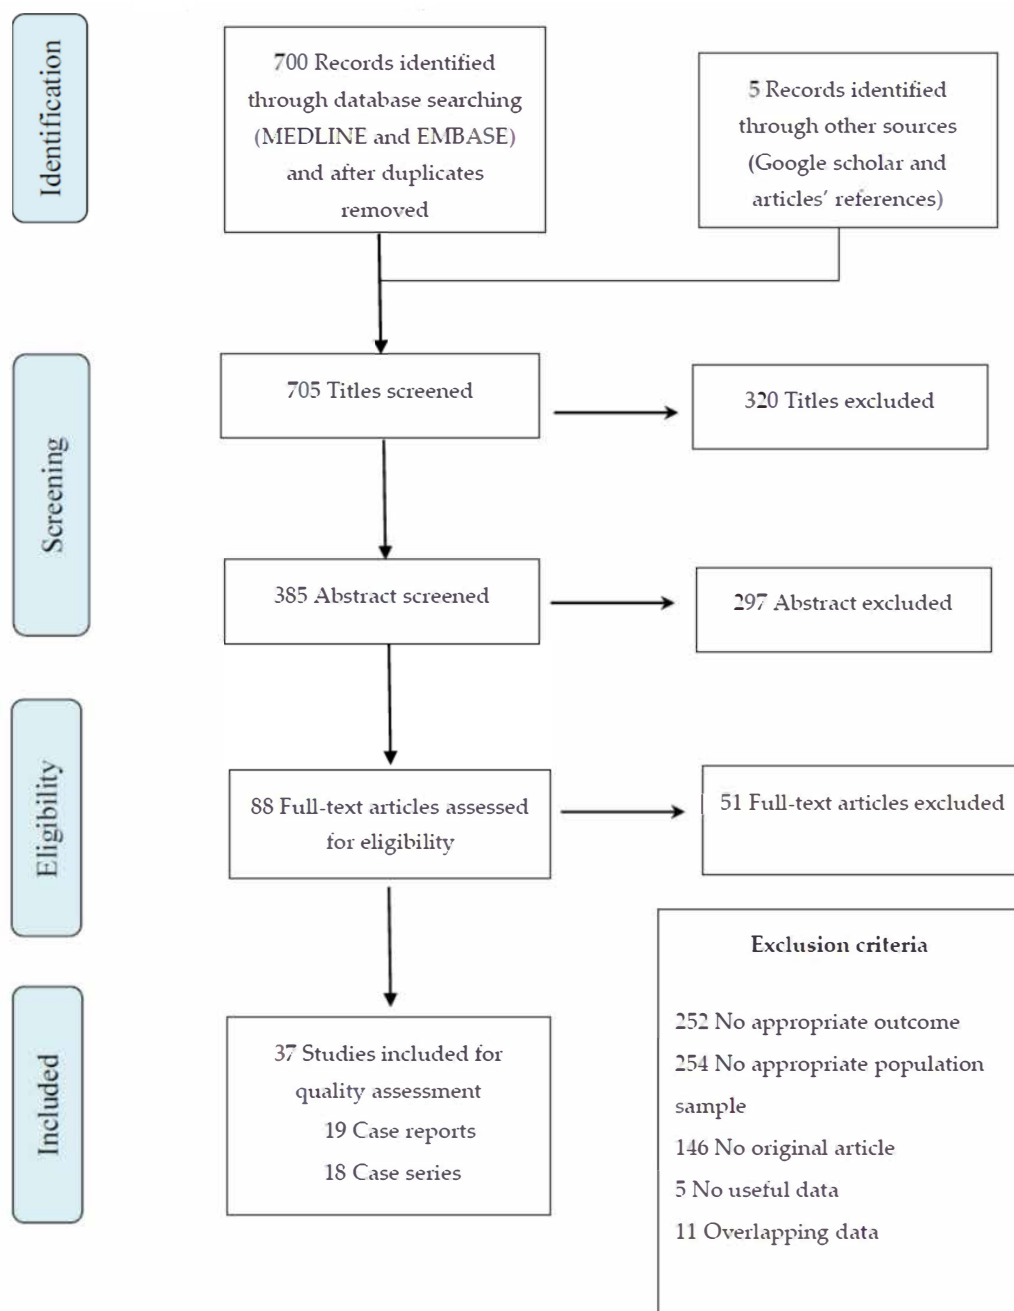 Identification
700 Records identified
through database searching
(MEDLINE and EMBASE)
and after duplicates
removed
5 Records identified
through other sources
(Google scholar and
articles’ references)
Screening
705 Titles screened
320 Titles excluded
385 Abstract screened
297 Abstract excluded
Eligibility
88 Full-text articles assessed
for eligibility
51 Full-text articles excluded
Included
37 Studies included for
quality assessment
19 Case reports
18 Case series
Exclusion criteria
252 No appropriate outcome
254 No appropriate population
sample
146 No original article
5 No useful data
11 Overlapping data